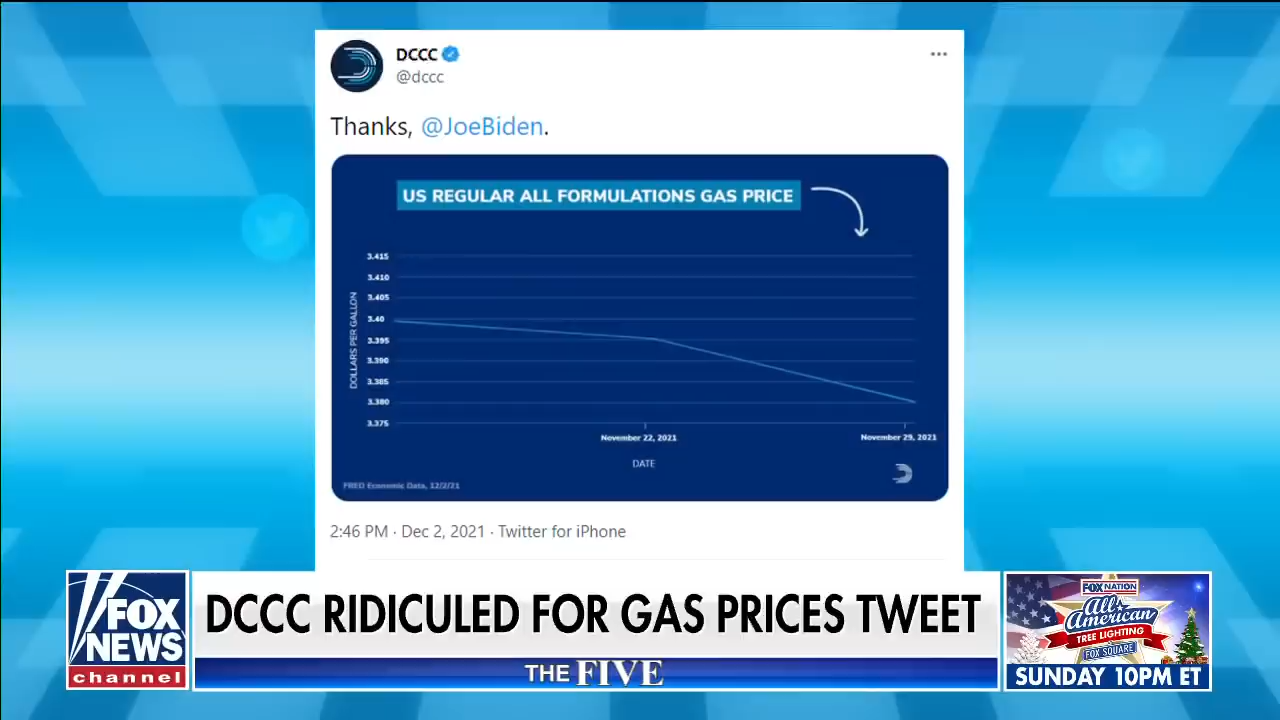 DCCC
@dccc
Thanks, @JoeBiden.
US REGULAR ALL FORMULATIONS GAS PRICE
3.415
3.410
3.405
3.40
3.395
3.390
3.385
3.380
3.375
DOLLARS PER GALLON
November 22, 2021
November 29, 2021
DATE
FRED Economic Data, 12/2/21
2:46 PM · Dec 2, 2021 · Twitter for iPhone
FOX
NEWS
channel
DCCC RIDICULED FOR GAS PRICES TWEET
THE FIVE
FOX NATION
All-
American
TREE LIGHTING
FOX SQUARE
SUNDAY 10PM ET